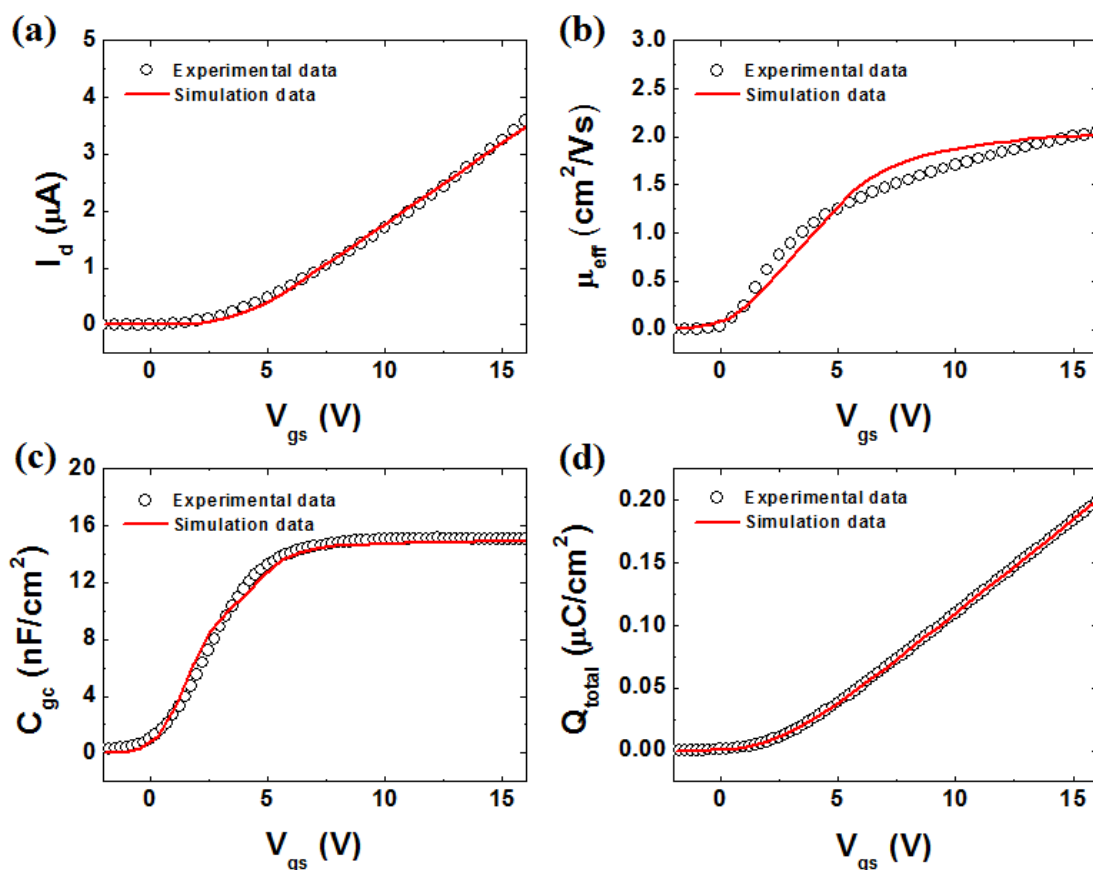 (a)
5
4
3
2
1
0
I_d (μA)
Experimental data
Simulation data
0 5 10 15
V_gs (V)
(b)
3.0
2.5
2.0
1.5
1.0
0.5
0.0
μ_eff (cm²/Vs)
Experimental data
Simulation data
0 5 10 15
V_gs (V)
(c)
20
16
12
8
4
0
C_gc (nF/cm²)
Experimental data
Simulation data
0 5 10 15
V_gs (V)
(d)
0.20
0.15
0.10
0.05
0.00
Q_total (μC/cm²)
Experimental data
Simulation data
0 5 10 15
V_gs (V)